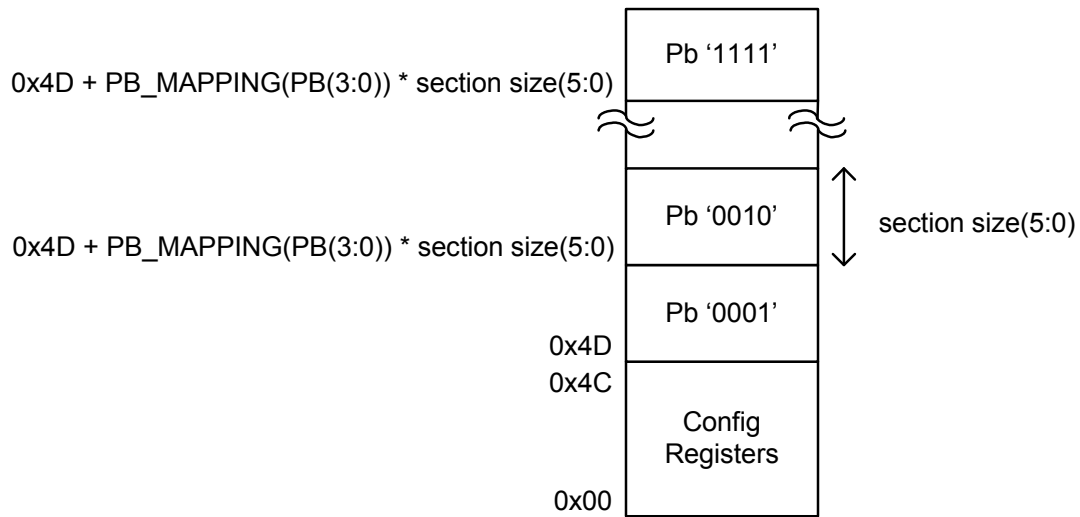 Pb ‘1111’
0x4D + PB_MAPPING(PB(3:0)) * section size(5:0)
Pb ‘0010’
section size(5:0)
0x4D + PB_MAPPING(PB(3:0)) * section size(5:0)
Pb ‘0001’
0x4D
0x4C
Config
Registers
0x00